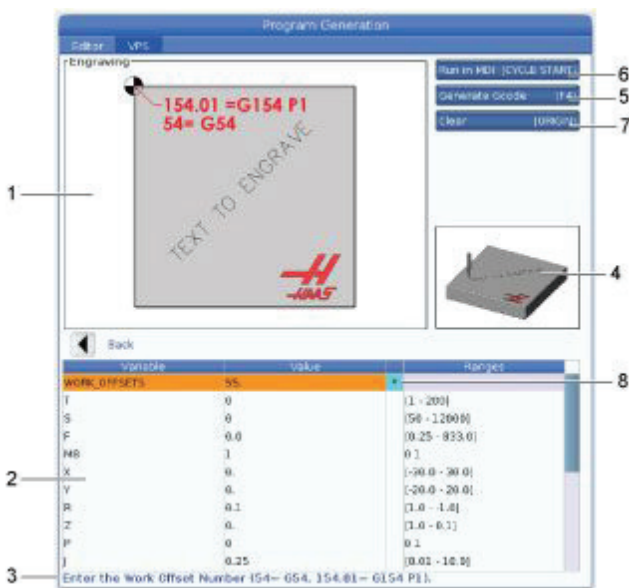 Program Generation
Editor VPS
Engraving
Run in MDI [CYCLE START]
6
Generate Gcode [F4]
5
Clear [ORIGIN]
7
154.01 =G154 P1
54= G54
TEXT TO ENGRAVE
HAAS
1
4
Back
Variable Value Ranges
WORK_OFFSETS 55. * 8
T 0 [1 - 200]
S 0 [50 - 12000]
F 0.0 [0.25 - 833.0]
M8 1 0 1
X 0. [-30.0 - 30.0]
2
Y 0. [-20.0 - 20.0]
R 0.1 [1.0 - -1.0]
Z 0. [1.0 - -0.1]
P 0 0 1
J 0.25 [0.01 - 10.0]
3 Enter the Work Offset Number (54= G54, 154.01= G154 P1).